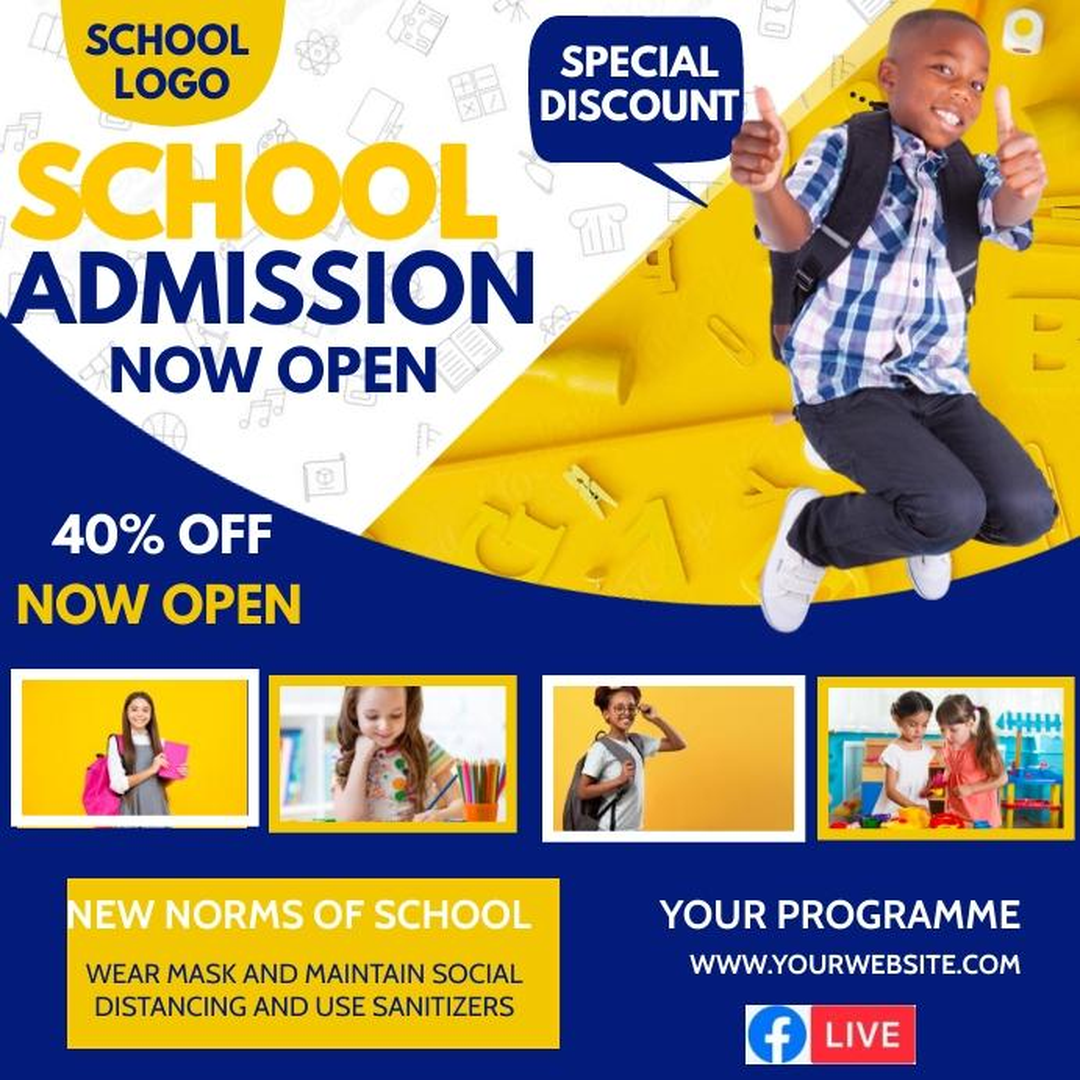 SCHOOL
LOGO
SPECIAL
DISCOUNT
SCHOOL
ADMISSION
NOW OPEN
40% OFF
NOW OPEN
NEW NORMS OF SCHOOL
WEAR MASK AND MAINTAIN SOCIAL
DISTANCING AND USE SANITIZERS
YOUR PROGRAMME
WWW.YOURWEBSITE.COM
LIVE